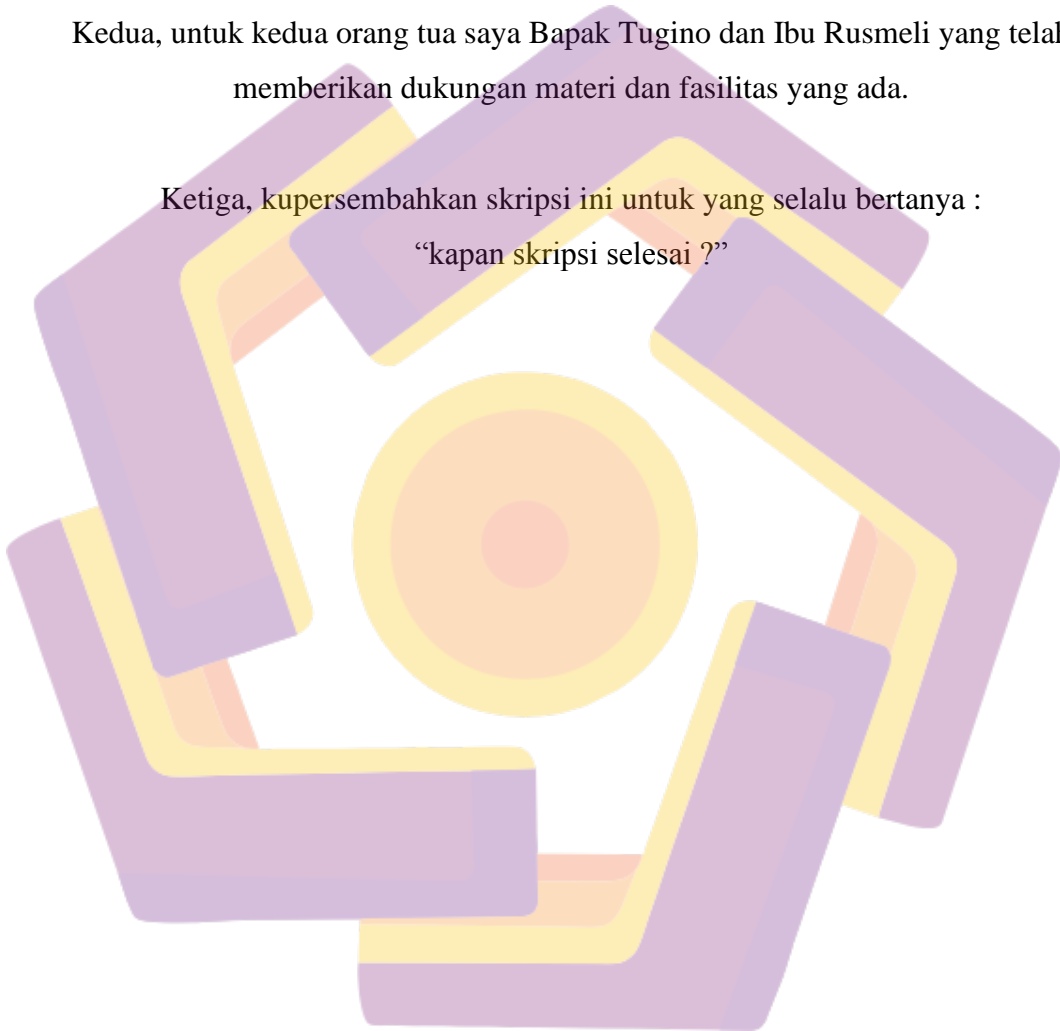 Kedua, untuk kedua orang tua saya Bapak Tugino dan Ibu Rusmeli yang telah
memberikan dukungan materi dan fasilitas yang ada.
Ketiga, kupersembahkan skripsi ini untuk yang selalu bertanya :
“kapan skripsi selesai ?”